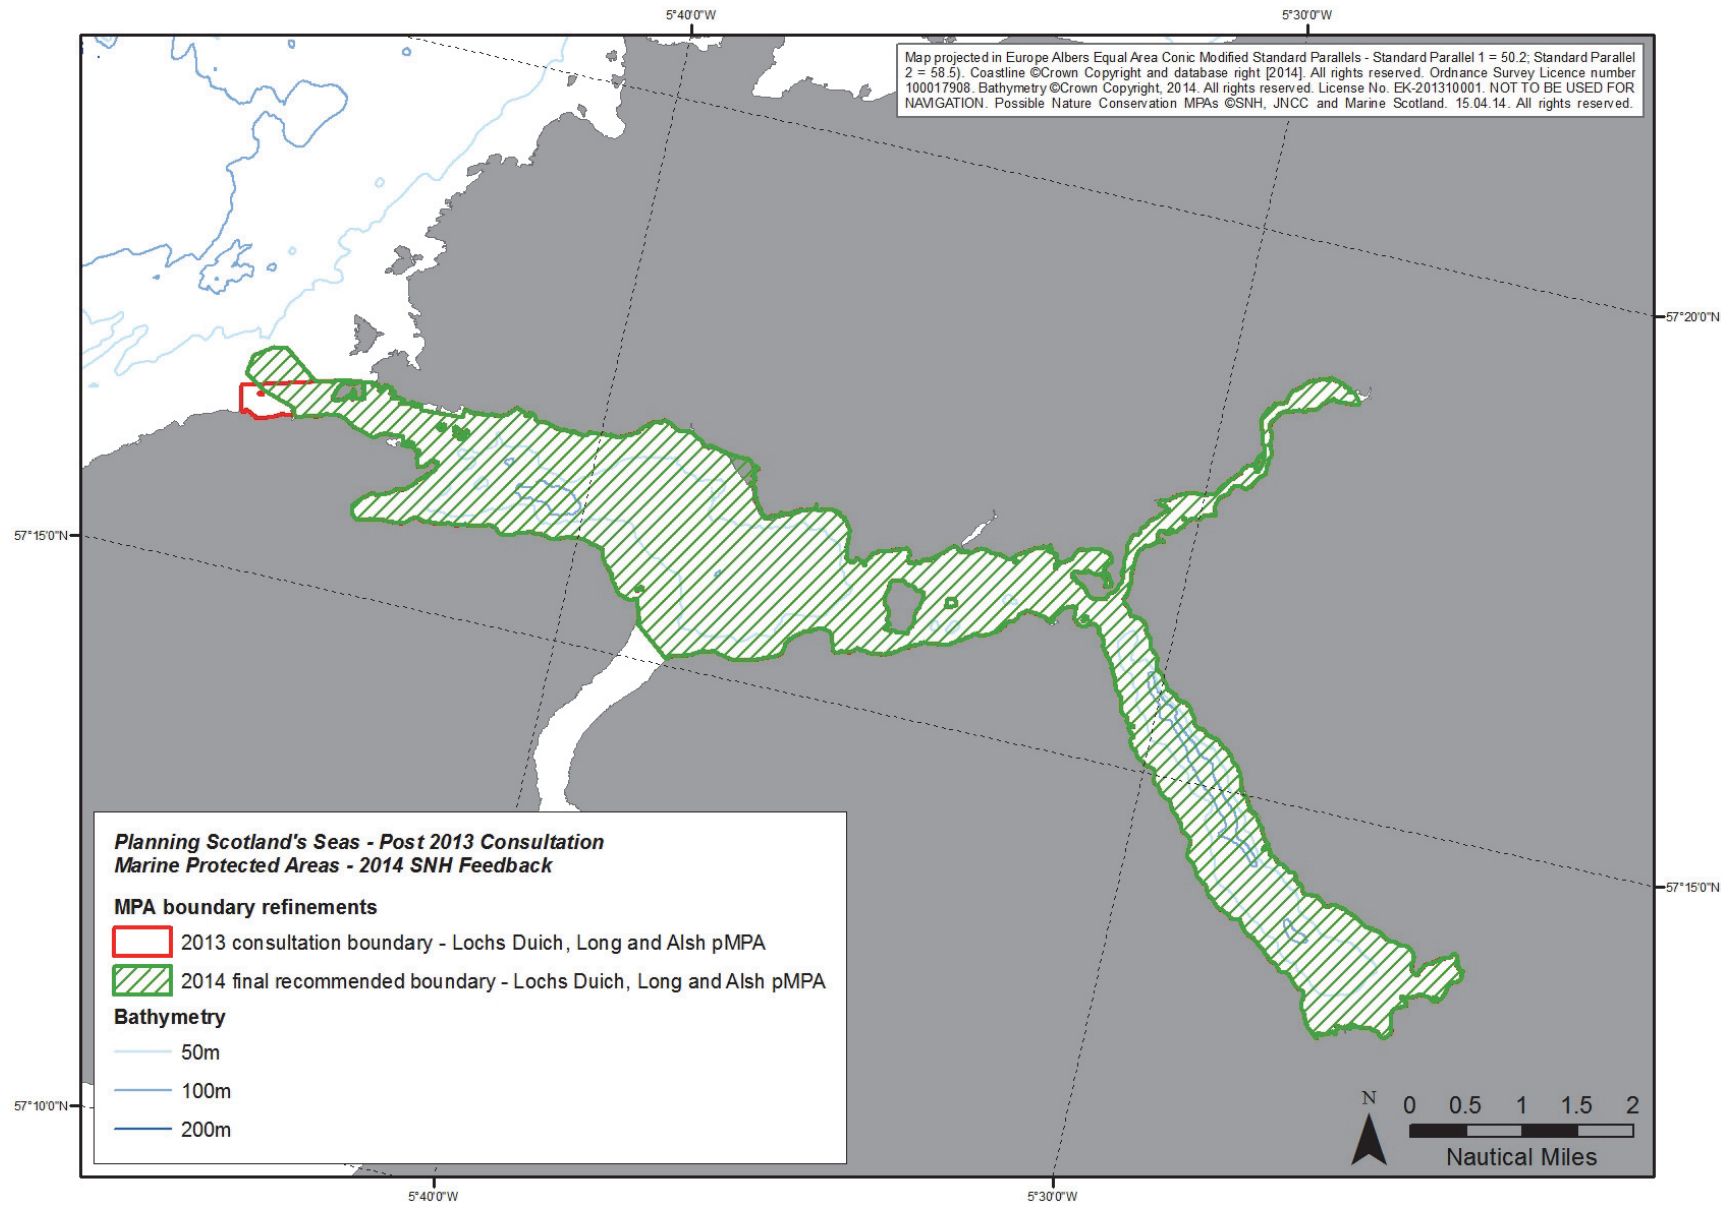 5°40'0"W
5°30'0"W
Map projected in Europe Albers Equal Area Conic Modified Standard Parallels - Standard Parallel 1 = 50.2; Standard Parallel
2 = 58.5). Coastline ©Crown Copyright and database right [2014]. All rights reserved. Ordnance Survey Licence number
100017908. Bathymetry ©Crown Copyright, 2014. All rights reserved. License No. EK-201310001. NOT TO BE USED FOR
NAVIGATION. Possible Nature Conservation MPAs ©SNH, JNCC and Marine Scotland. 15.04.14. All rights reserved.
57°20'0"N
57°15'0"N
57°15'0"N
57°10'0"N
Planning Scotland's Seas - Post 2013 Consultation
Marine Protected Areas - 2014 SNH Feedback
MPA boundary refinements
2013 consultation boundary - Lochs Duich, Long and Alsh pMPA
2014 final recommended boundary - Lochs Duich, Long and Alsh pMPA
Bathymetry
50m
100m
200m
N
0 0.5 1 1.5 2
Nautical Miles
5°40'0"W
5°30'0"W